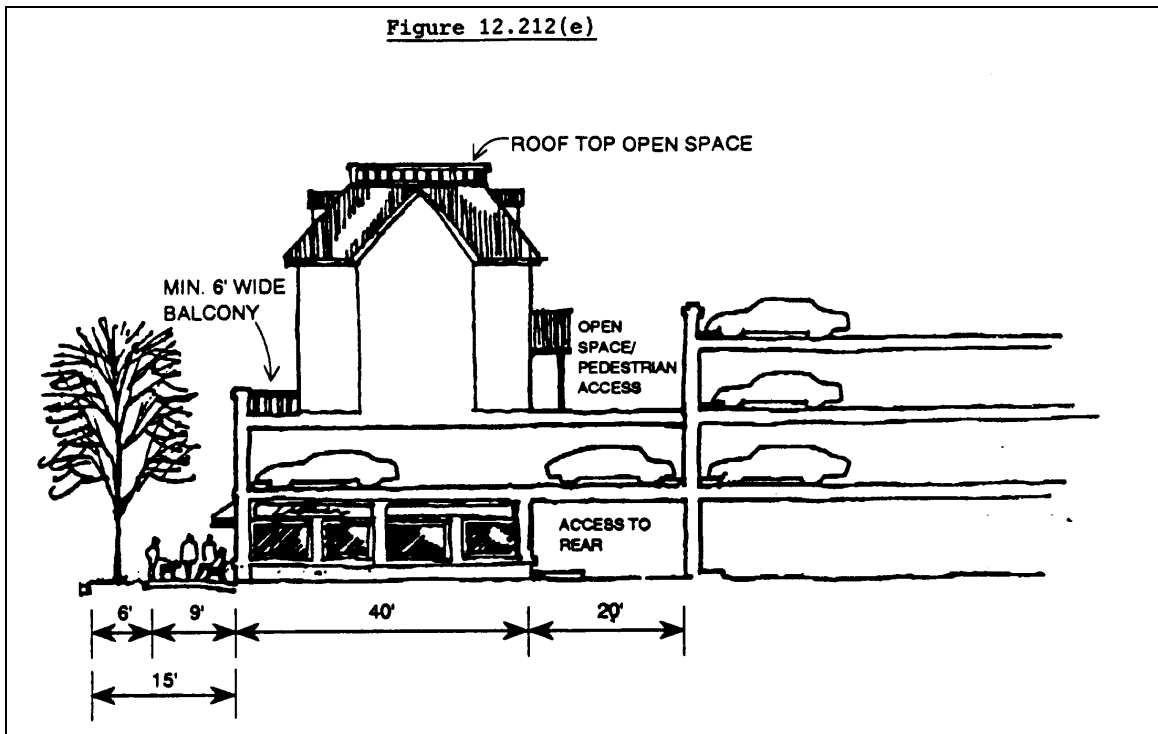 Figure 12.212(e)
ROOF TOP OPEN SPACE
MIN. 6' WIDE
BALCONY
OPEN
SPACE/
PEDESTRIAN
ACCESS
ACCESS TO
REAR
6'
9'
40'
20'
15'